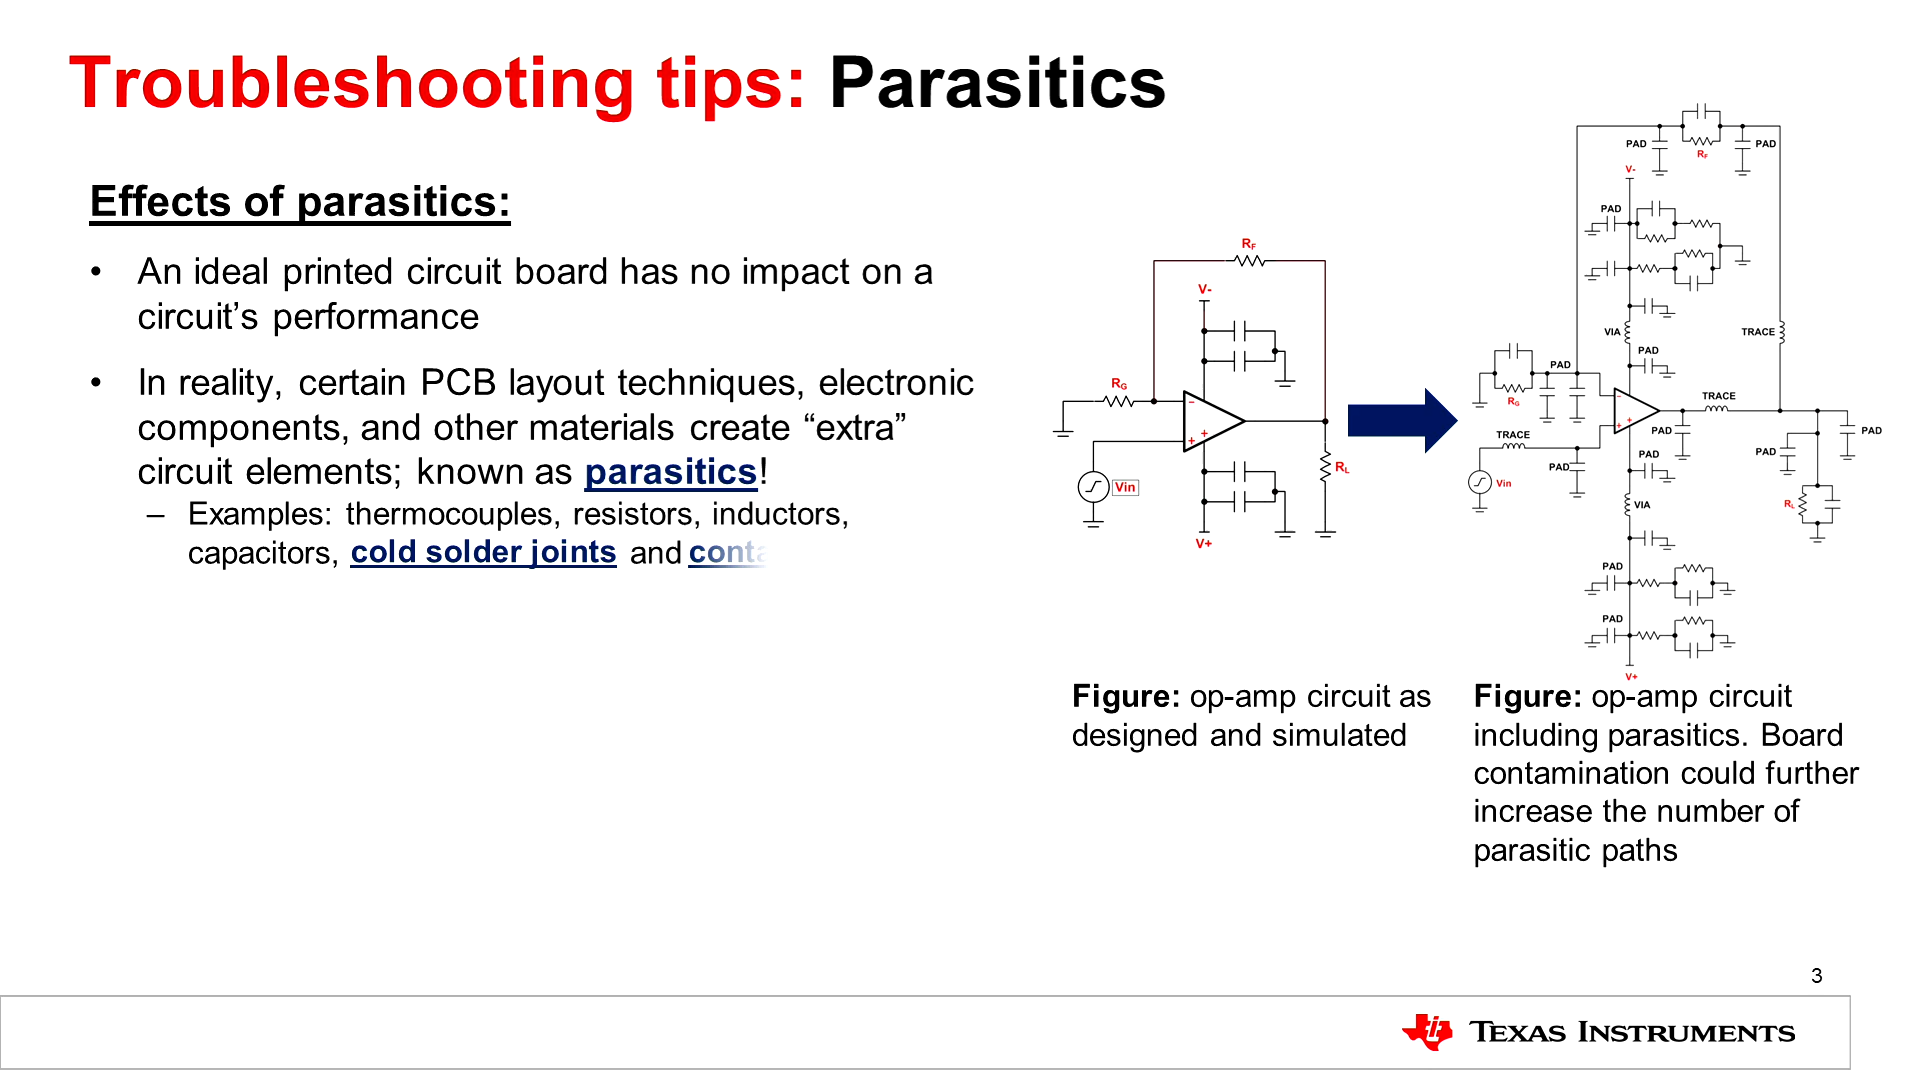 Troubleshooting tips: Parasitics
Effects of parasitics:
• An ideal printed circuit board has no impact on a
circuit’s performance
• In reality, certain PCB layout techniques, electronic
components, and other materials create “extra”
circuit elements; known as parasitics!
– Examples: thermocouples, resistors, inductors,
capacitors, cold solder joints and
RF
V-
RG
Vin
RL
V+
PAD
PAD
RF
V-
PAD
VIA
TRACE
PAD
PAD
RG
TRACE
TRACE
PAD
PAD
PAD
PAD
PAD
Vin
VIA
RL
PAD
PAD
V+
Figure: op-amp circuit as
designed and simulated
Figure: op-amp circuit
including parasitics. Board
contamination could further
increase the number of
parasitic paths
3
TEXAS INSTRUMENTS